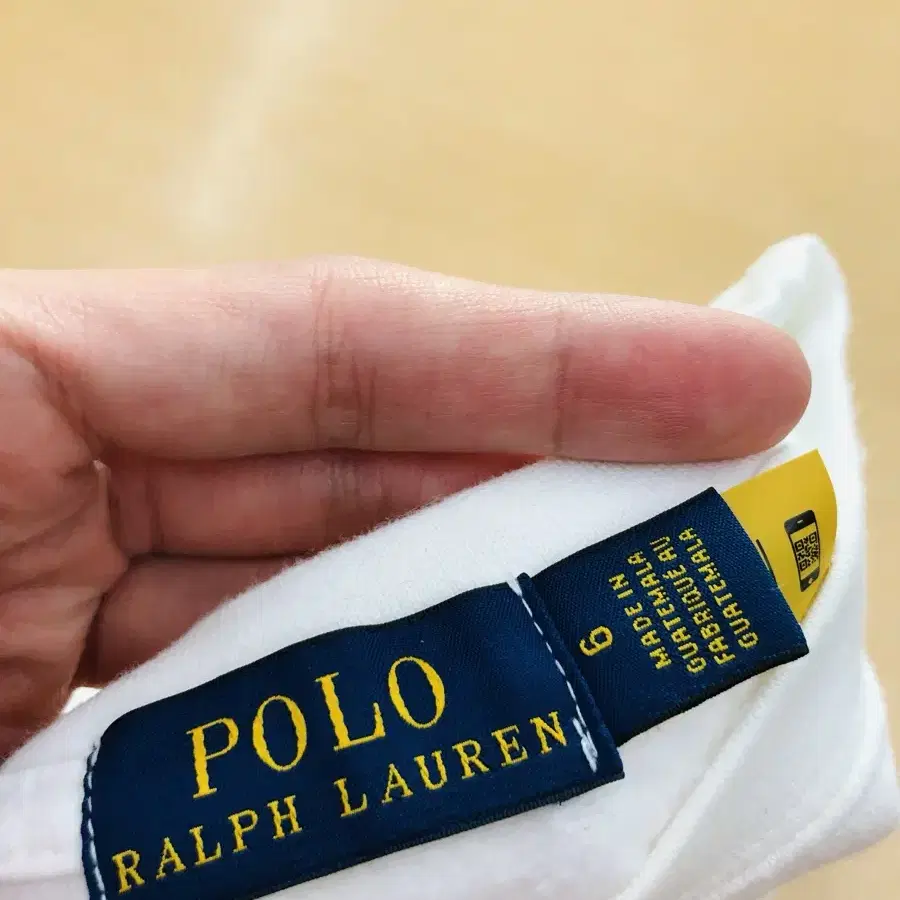 POLO
RALPH LAUREN
6
MADE IN
GUATEMALA
FABRIQUÉ AU
GUATEMALA